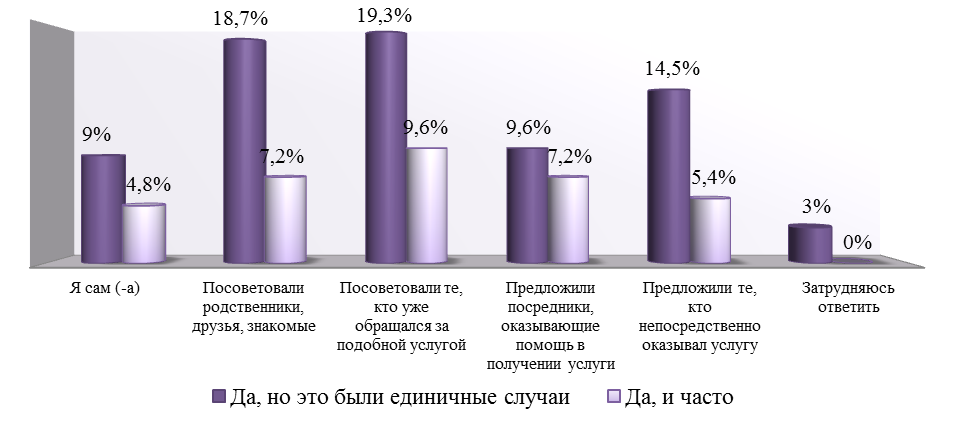 18,7%
19,3%
14,5%
9%
9,6%
9,6%
4,8%
7,2%
7,2%
5,4%
3%
0%
Я сам (-а)
Посоветовали
родственники,
друзья, знакомые
Посоветовали те,
кто уже
обращался за
подобной услугой
Предложили
посредники,
оказывающие
помощь в
получении услуги
Предложили те,
кто
непосредственно
оказывал услугу
Затрудняюсь
ответить
Да, но это были единичные случаи
Да, и часто